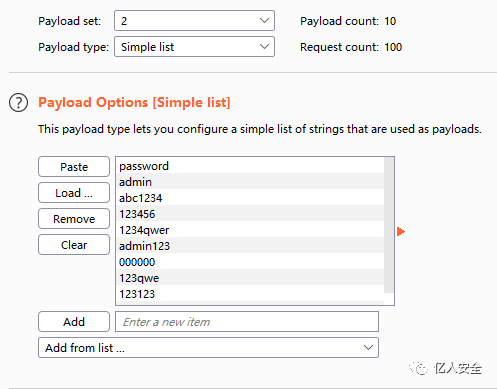 Payload set: 2 Payload count: 10
Payload type: Simple list Request count: 100
? Payload Options [Simple list]
This payload type lets you configure a simple list of strings that are used as payloads.
Paste
Load ...
Remove
Clear
password
admin
abc1234
123456
1234qwer
admin123
000000
123qwe
123123
Add Enter a new item
Add from list ...
亿人安全